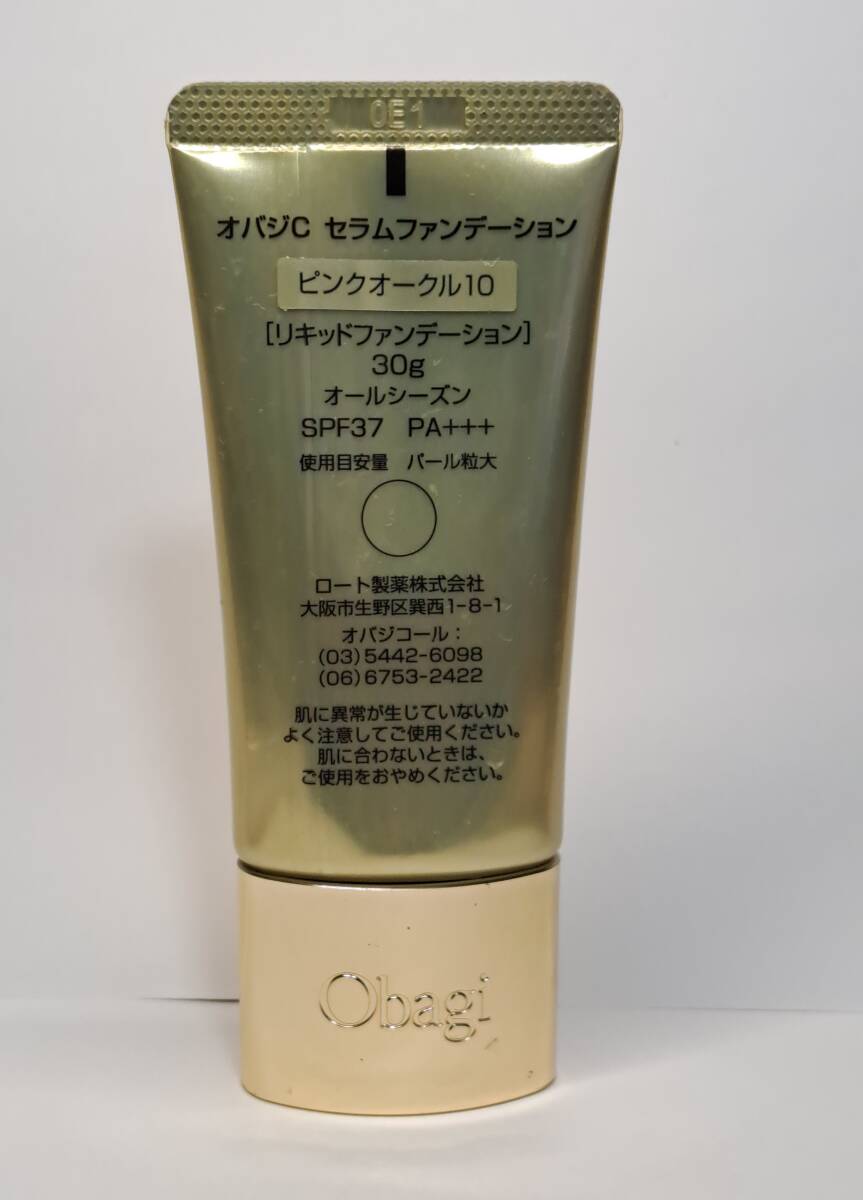 0E1
オバジC セラムファンデーション
ピンクオークル10
[リキッドファンデーション]
30g
オールシーズン
SPF37 PA+++
使用目安量 パール粒大
ロート製薬株式会社
大阪市生野区巽西1-8-1
オバジコール：
(03)5442-6098
(06)6753-2422
肌に異常が生じていないか
よく注意してご使用ください。
肌に合わないときは、
ご使用をおやめください。
Obagi